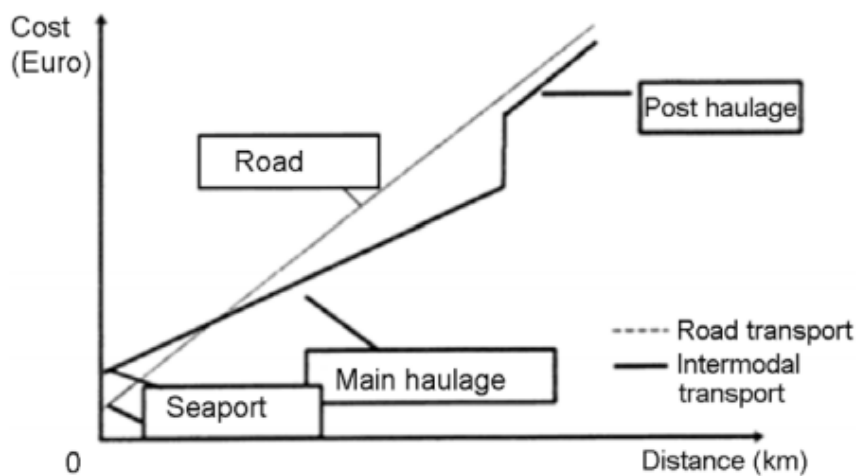 Cost
(Euro)
Post haulage
Road
Road transport
Main haulage
Intermodal
transport
Seaport
0
Distance (km)